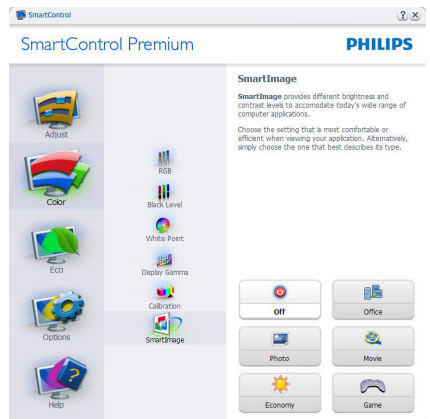 SmartControl
? ×
SmartControl Premium
PHILIPS
Adjust
Color
Eco
Options
Help
RGB
Black Level
White Point
Display Gamma
Calibration
SmartImage
SmartImage
SmartImage provides different brightness and
contrast levels to accomodate today's wide range of
computer applications.
Choose the setting that is most comfortable or
efficient when viewing your application. Alternatively,
simply choose the one that best describes its type.
Off
Office
Photo
Movie
Economy
Game